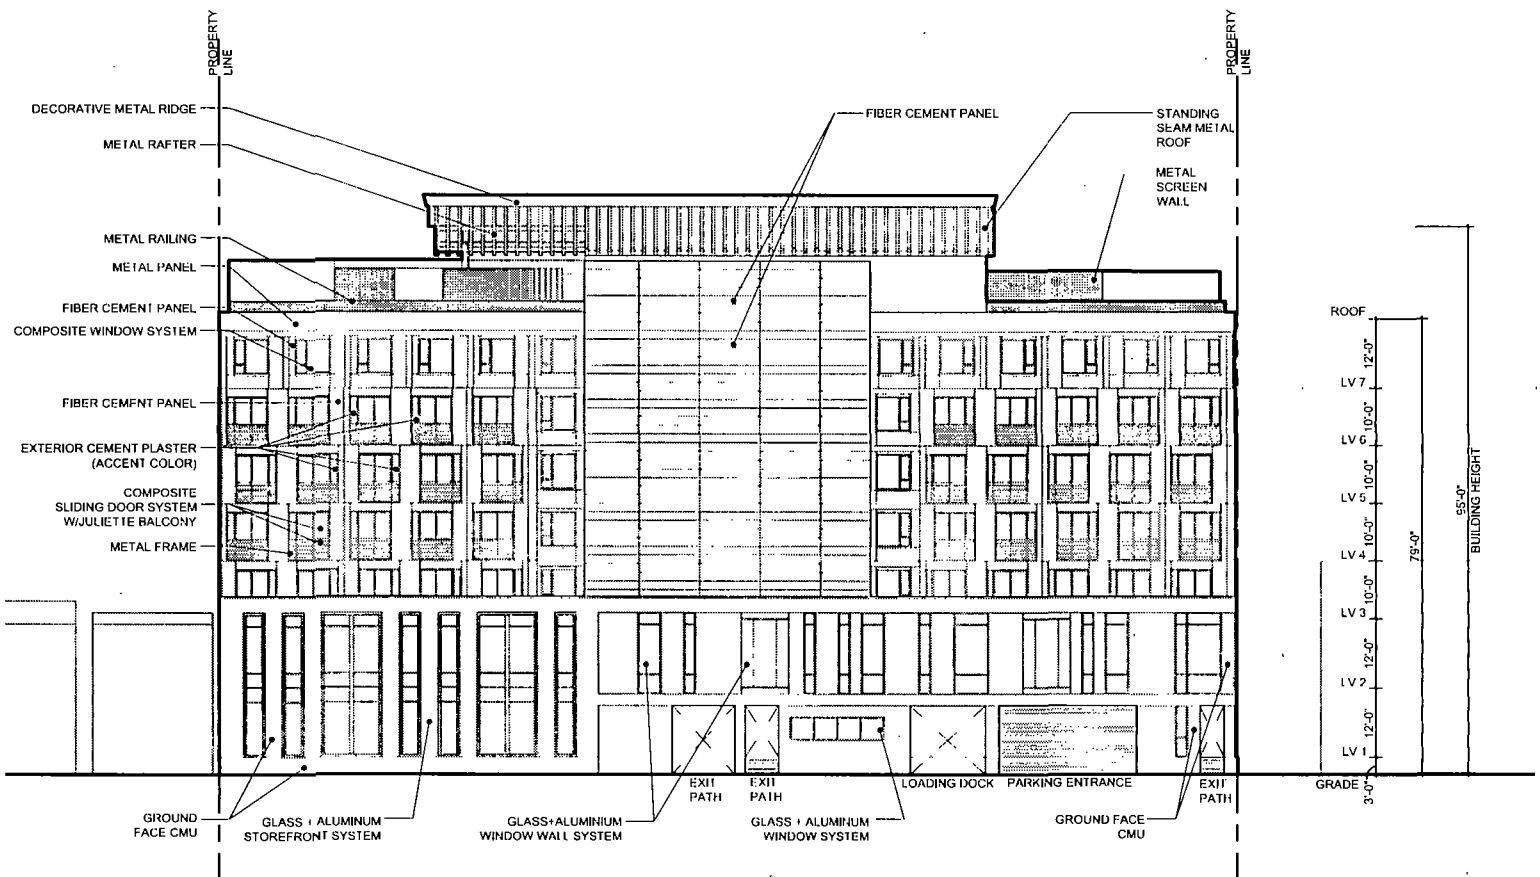 PROPERTY
LINE
PROPERTY
LINE
DECORATIVE METAL RIDGE
METAL RAFTER
METAL RAILING
METAL PANEL
FIBER CEMENT PANEL
COMPOSITE WINDOW SYSTEM
FIBER CEMENT PANEL
EXTERIOR CEMENT PLASTER
(ACCENT COLOR)
COMPOSITE
SLIDING DOOR SYSTEM
W/JULIETTE BALCONY
METAL FRAME
FIBER CEMENT PANEL
STANDING
SEAM METAL
ROOF
METAL
SCREEN
WALL
ROOF
12'-0"
LV 7
10'-0"
LV 6
10'-0"
LV 5
10'-0"
LV 4
10'-0"
LV 3
12'-0"
LV 2
12'-0"
LV 1
GRADE
3'-0"
79'-0"
95'-0"
BUILDING HEIGHT
EXIT
PATH
EXIT
PATH
LOADING DOCK
PARKING ENTRANCE
EXIT
PATH
GROUND
FACE CMU
GLASS + ALUMINUM
STOREFRONT SYSTEM
GLASS+ALUMINIUM
WINDOW WALL SYSTEM
GLASS + ALUMINUM
WINDOW SYSTEM
GROUND FACE
CMU